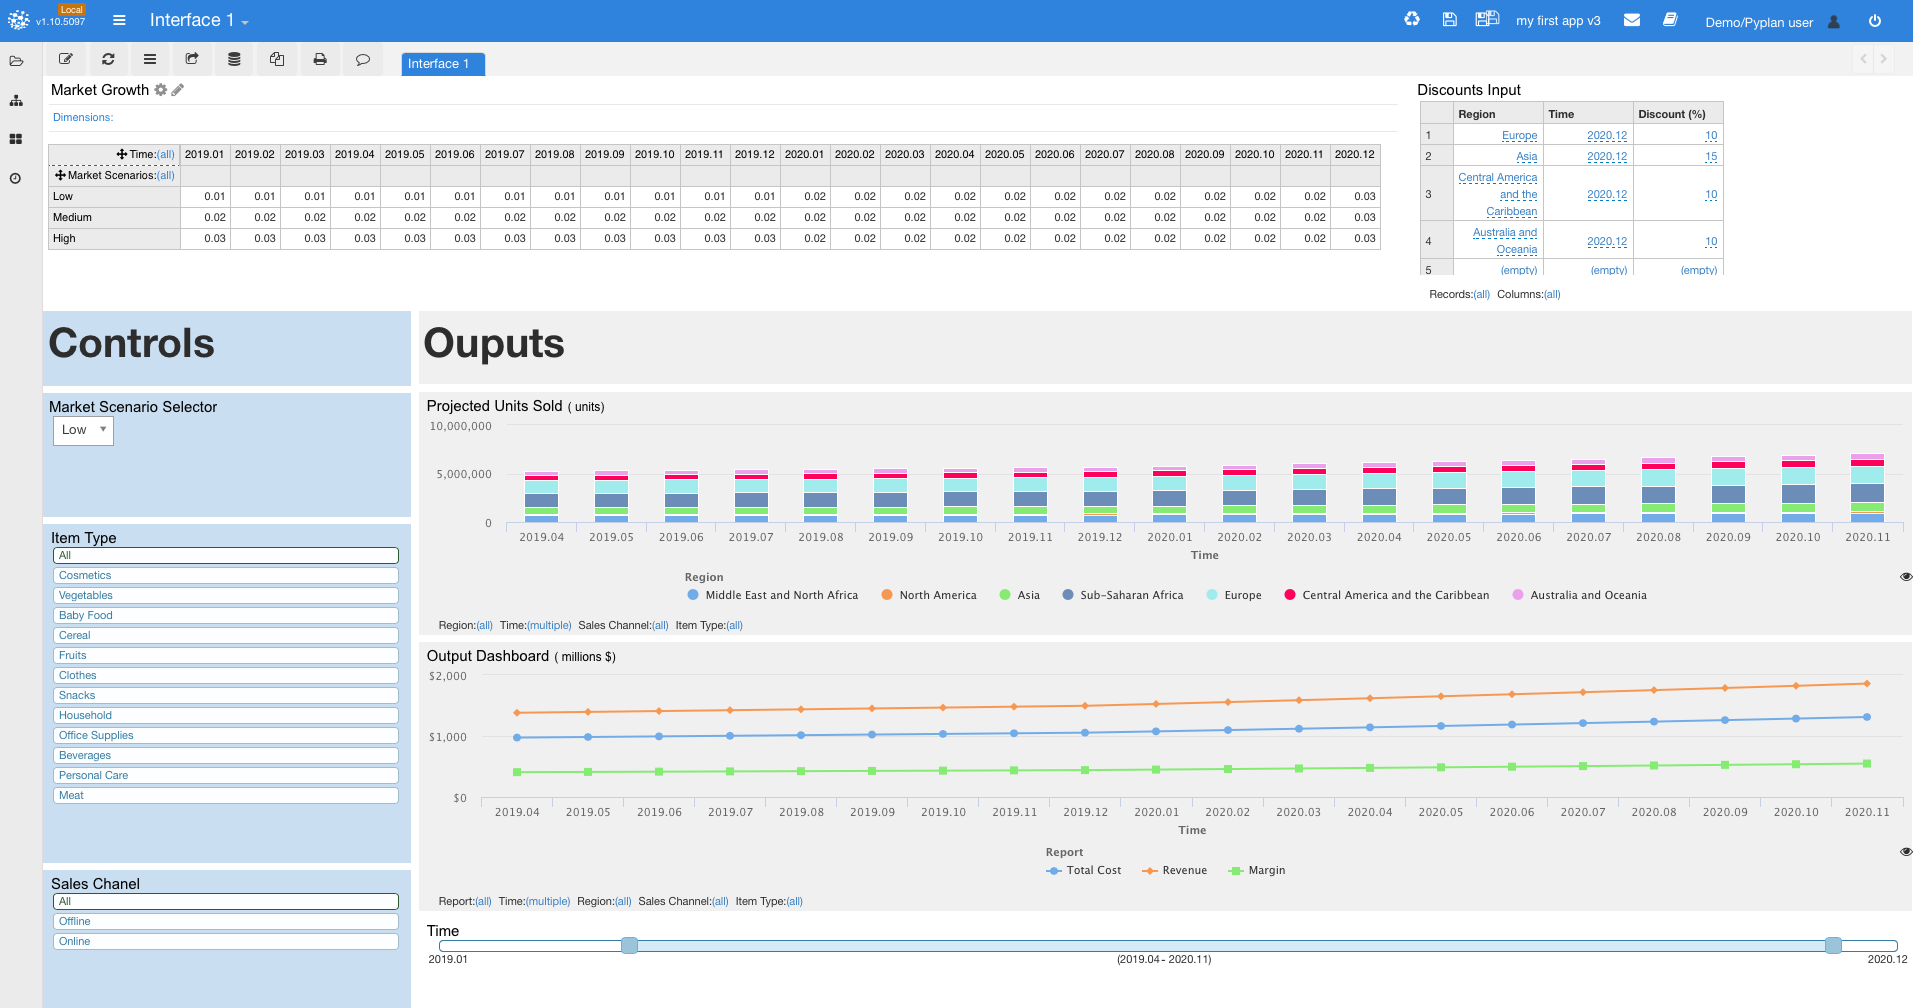 Local
v1.10.5097
Interface 1
my first app v3
Demo/Pyplan user
Interface 1
Market Growth
Dimensions:
Time:(all) 2019.01 2019.02 2019.03 2019.04 2019.05 2019.06 2019.07 2019.08 2019.09 2019.10 2019.11 2019.12 2020.01 2020.02 2020.03 2020.04 2020.05 2020.06 2020.07 2020.08 2020.09 2020.10 2020.11 2020.12
Market Scenarios:(all)
Low 0.01 0.01 0.01 0.01 0.01 0.01 0.01 0.01 0.01 0.01 0.01 0.01 0.02 0.02 0.02 0.02 0.02 0.02 0.02 0.02 0.02 0.02 0.02 0.03
Medium 0.02 0.02 0.02 0.02 0.02 0.02 0.02 0.02 0.02 0.02 0.02 0.02 0.02 0.02 0.02 0.02 0.02 0.02 0.02 0.02 0.02 0.02 0.02 0.03
High 0.03 0.03 0.03 0.03 0.03 0.03 0.03 0.03 0.03 0.03 0.03 0.03 0.02 0.02 0.02 0.02 0.02 0.02 0.02 0.02 0.02 0.02 0.02 0.03
Discounts Input
Region Time Discount (%)
1 Europe 2020.12 10
2 Asia 2020.12 15
Central America
3 and the 2020.12 10
Caribbean
Australia and
4 2020.12 10
Oceania
5 (empty) (empty) (empty)
Records:(all) Columns:(all)
Controls
Market Scenario Selector
Low
Item Type
All
Cosmetics
Vegetables
Baby Food
Cereal
Fruits
Clothes
Snacks
Household
Office Supplies
Beverages
Personal Care
Meat
Sales Chanel
All
Offline
Online
Ouputs
Projected Units Sold ( units)
10,000,000
5,000,000
0
2019.04 2019.05 2019.06 2019.07 2019.08 2019.09 2019.10 2019.11 2019.12 2020.01 2020.02 2020.03 2020.04 2020.05 2020.06 2020.07 2020.08 2020.09 2020.10 2020.11
Time
Region
Middle East and North Africa North America Asia Sub-Saharan Africa Europe Central America and the Caribbean Australia and Oceania
Region:(all) Time:(multiple) Sales Channel:(all) Item Type:(all)
Output Dashboard ( millions $)
$2,000
$1,000
$0
2019.04 2019.05 2019.06 2019.07 2019.08 2019.09 2019.10 2019.11 2019.12 2020.01 2020.02 2020.03 2020.04 2020.05 2020.06 2020.07 2020.08 2020.09 2020.10 2020.11
Time
Report
Total Cost Revenue Margin
Report:(all) Time:(multiple) Region:(all) Sales Channel:(all) Item Type:(all)
Time
2019.01 (2019.04 - 2020.11) 2020.12